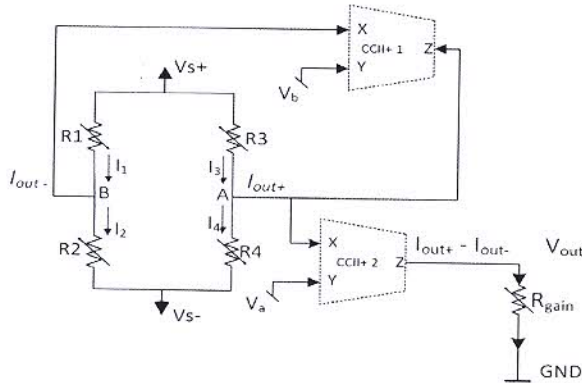 X
CCII+ 1
Z
Y
Vb
Vs+
R1
R3
I1
I3
Iout-
B
A
Iout+
I2
I4
R2
R4
X
CCII+ 2
Z
Y
Va
Iout+ - Iout-
Vout
Rgain
Vs-
GND